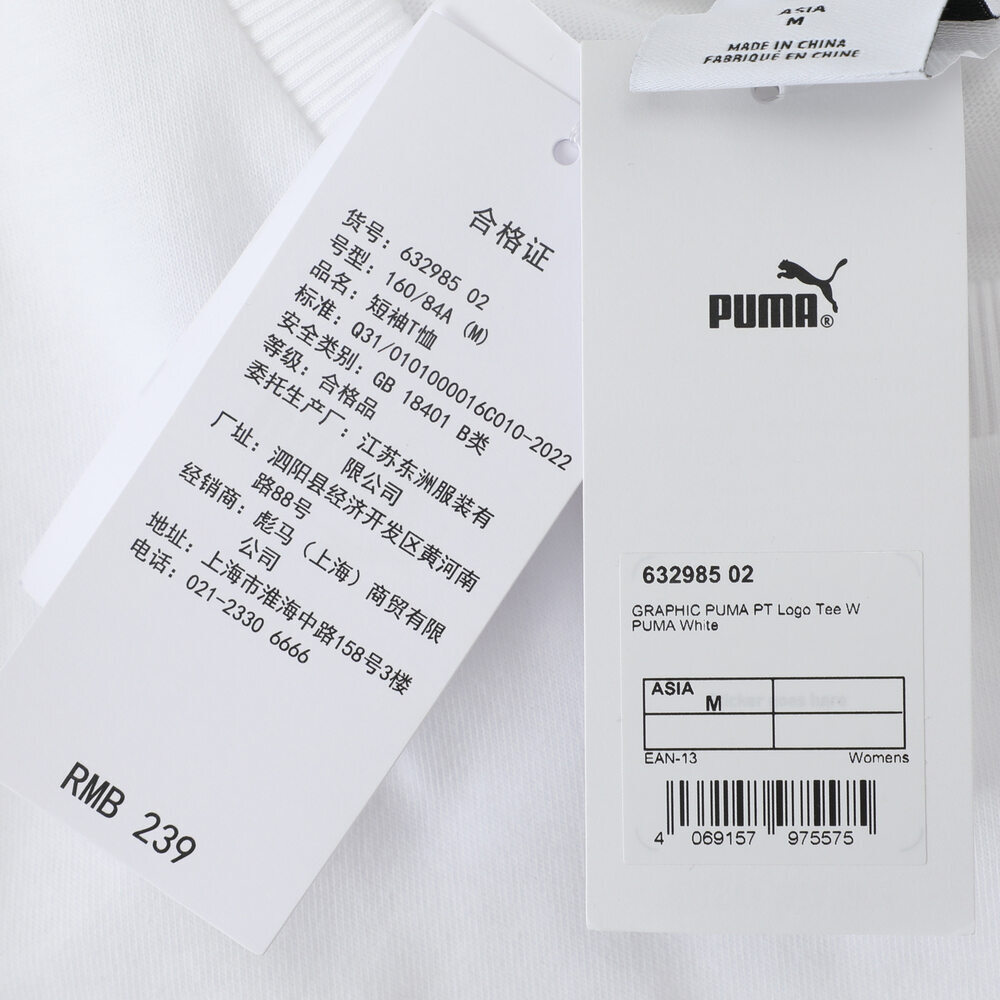 合格证
货号: 632985 02
号型: 160/84A (M)
品名: 短袖T恤
标准: Q31/0101000016C010-2022
安全类别: GB 18401 B类
等级: 合格品
委托生产厂: 江苏东洲服装有
限公司
厂址: 泗阳县经济开发区黄河南
路88号
经销商: 彪马（上海）商贸有限
公司
地址: 上海市淮海中路158号3楼
电话: 021-2330 6666
RMB 239
ASIA
M
MADE IN CHINA
FABRIQUÉ EN CHINE
PUMA®
632985 02
GRAPHIC PUMA PT Logo Tee W
PUMA White
ASIA
M
EAN-13 Womens
4 069157 975575